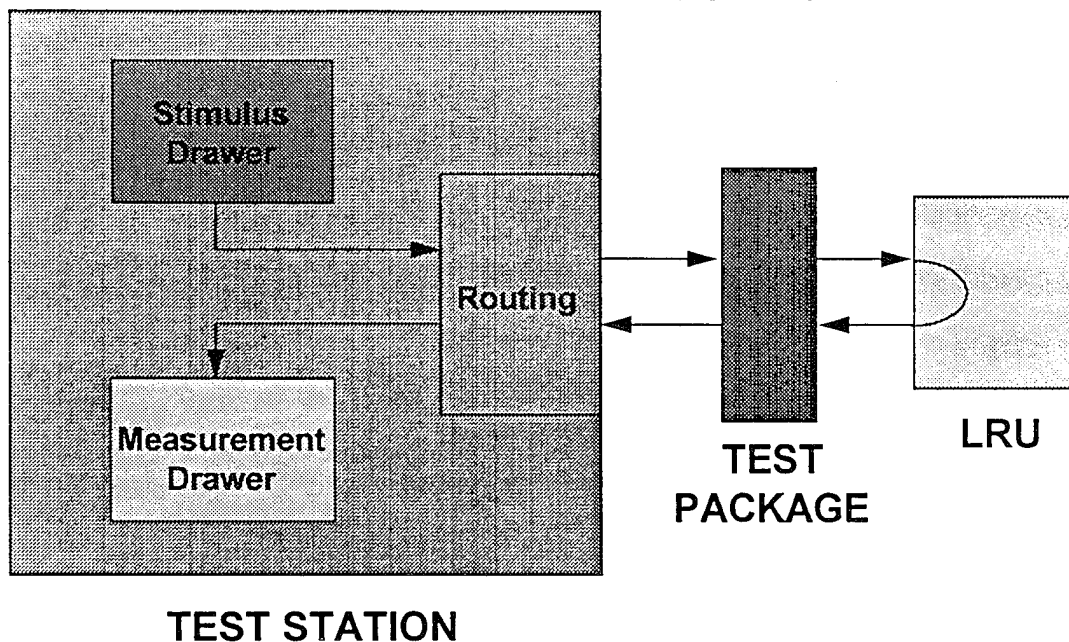 Stimulus
Drawer
Routing
Measurement
Drawer
TEST
PACKAGE
LRU
TEST STATION